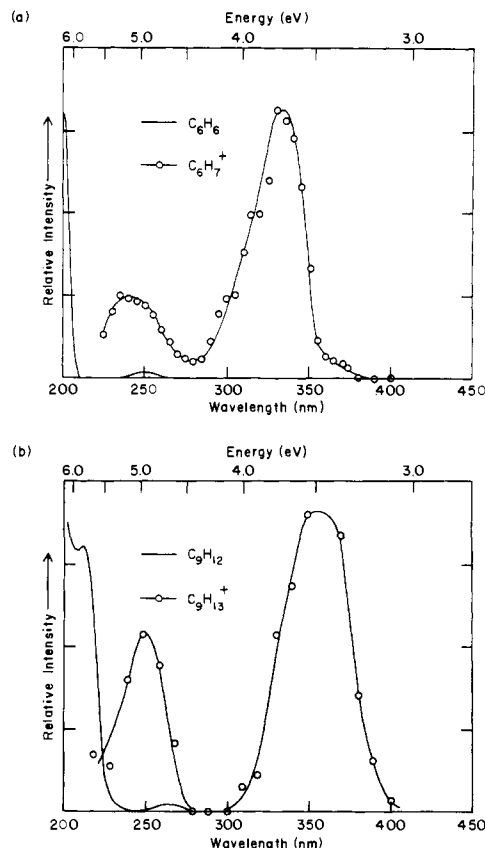 (a)
Energy (eV)
6.0 5.0 4.0 3.0
C6H6
C6H7+
Relative Intensity
200 250 300 350 400 450
Wavelength (nm)
(b)
Energy (eV)
6.0 5.0 4.0 3.0
C9H12
C9H13+
Relative Intensity
200 250 300 350 400 450
Wavelength (nm)